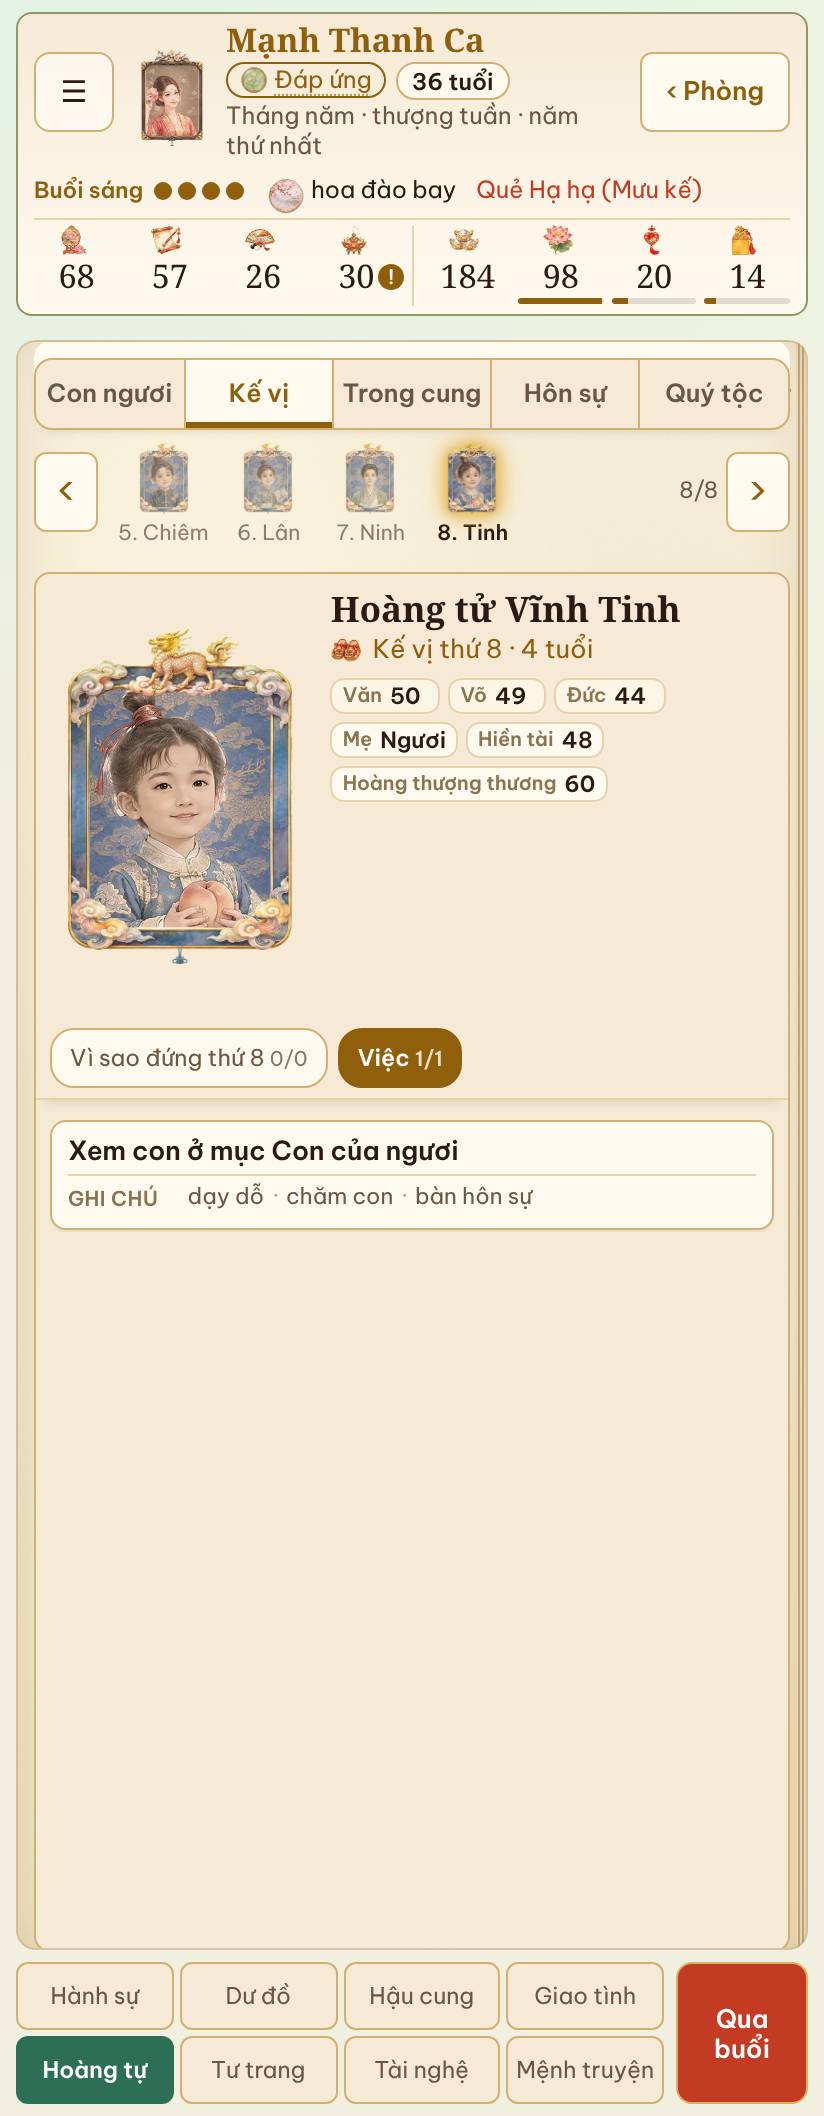 ☰
Mạnh Thanh Ca
Đáp ứng
36 tuổi
Tháng năm · thượng tuần · năm
thứ nhất
‹ Phòng
Buổi sáng
hoa đào bay
Quẻ Hạ hạ (Mưu kế)
68 57 26 30 ! 184 98 20 14
Con ngươi
Kế vị
Trong cung
Hôn sự
Quý tộc
‹
5. Chiêm
6. Lân
7. Ninh
8. Tinh
8/8
›
Hoàng tử Vĩnh Tinh
Kế vị thứ 8 · 4 tuổi
Văn 50
Võ 49
Đức 44
Mẹ Ngươi
Hiền tài 48
Hoàng thượng thương 60
Vì sao đứng thứ 8 0/0
Việc 1/1
Xem con ở mục Con của ngươi
GHI CHÚ dạy dỗ · chăm con · bàn hôn sự
Hành sự
Dư đồ
Hậu cung
Giao tình
Qua
buổi
Hoàng tự
Tư trang
Tài nghệ
Mệnh truyện